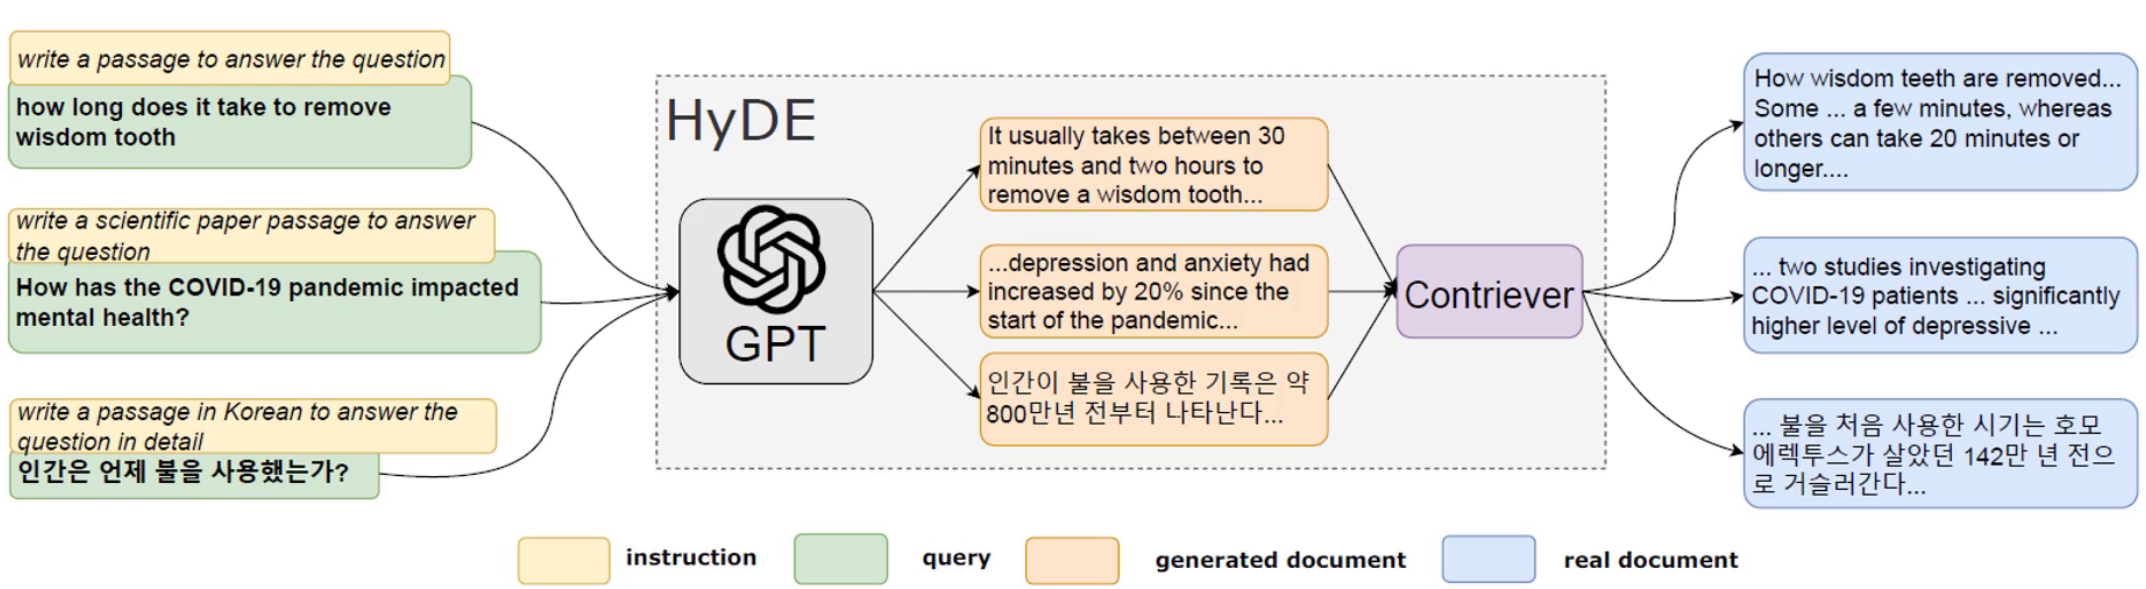 write a passage to answer the question
how long does it take to remove
wisdom tooth
write a scientific paper passage to answer
the question
How has the COVID-19 pandemic impacted
mental health?
write a passage in Korean to answer the
question in detail
인간은 언제 불을 사용했는가?
HyDE
GPT
It usually takes between 30
minutes and two hours to
remove a wisdom tooth...
...depression and anxiety had
increased by 20% since the
start of the pandemic...
인간이 불을 사용한 기록은 약
800만년 전부터 나타난다...
Contriever
How wisdom teeth are removed...
Some ... a few minutes, whereas
others can take 20 minutes or
longer....
... two studies investigating
COVID-19 patients ... significantly
higher level of depressive ...
... 불을 처음 사용한 시기는 호모
에렉투스가 살았던 142만 년 전으
로 거슬러간다...
instruction
query
generated document
real document